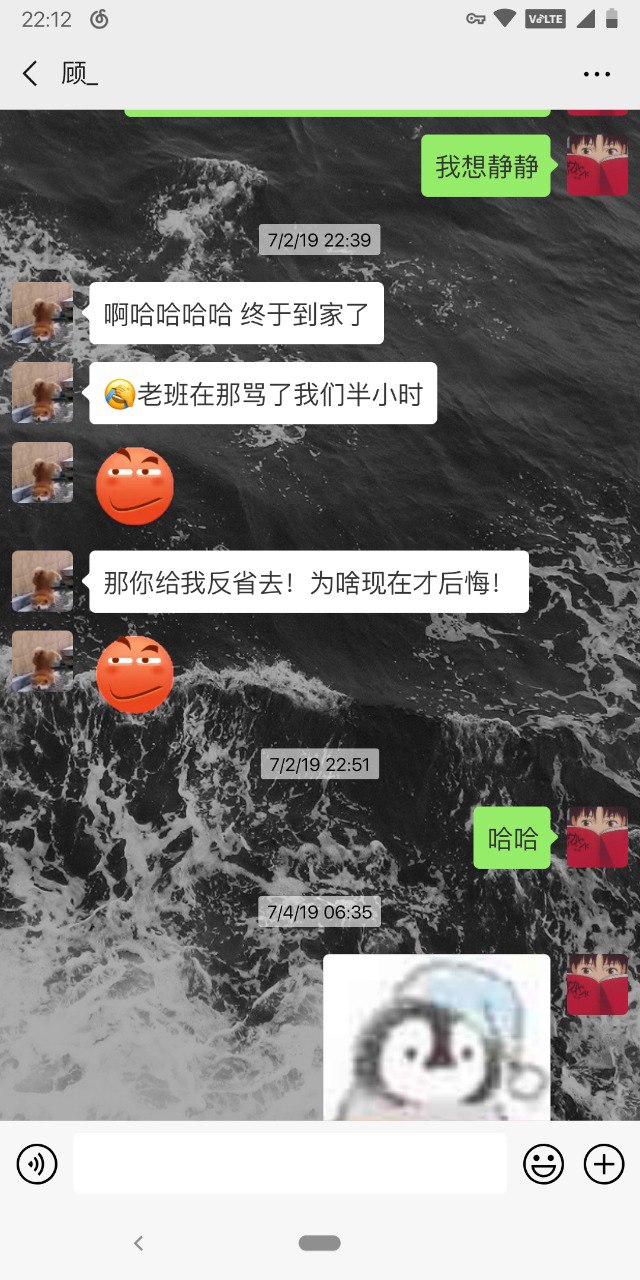 22:12
VoLTE
顾_
我想静静
7/2/19 22:39
啊哈哈哈哈 终于到家了
🤣老班在那骂了我们半小时
那你给我反省去！为啥现在才后悔！
7/2/19 22:51
哈哈
7/4/19 06:35